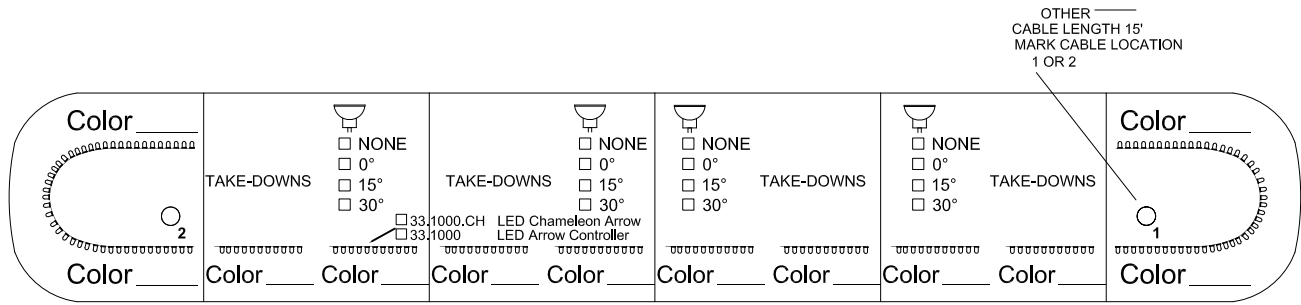 OTHER
CABLE LENGTH 15'
MARK CABLE LOCATION
1 OR 2
Color
Color
NONE
NONE
NONE
NONE
0°
0°
0°
0°
TAKE-DOWNS
15°
TAKE-DOWNS
15°
15°
TAKE-DOWNS
15°
TAKE-DOWNS
30°
30°
30°
30°
33.1000.CH LED Chameleon Arrow
33.1000 LED Arrow Controller
2
1
Color
Color
Color
Color
Color
Color
Color
Color
Color
Color